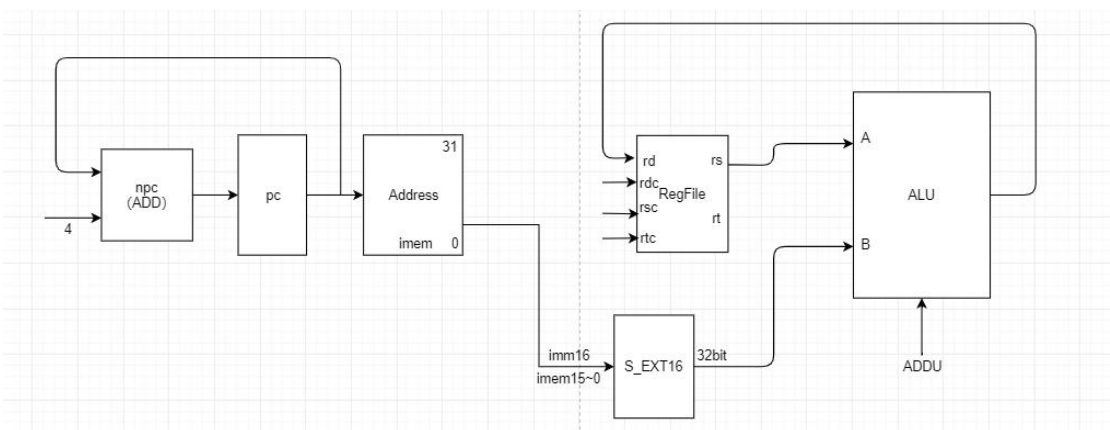 npc
(ADD)
4
pc
31
Address
imem
0
imm16
imem15~0
S_EXT16
32bit
rd
rs
rdc
RegFile
rsc
rt
rtc
A
ALU
B
ADDU